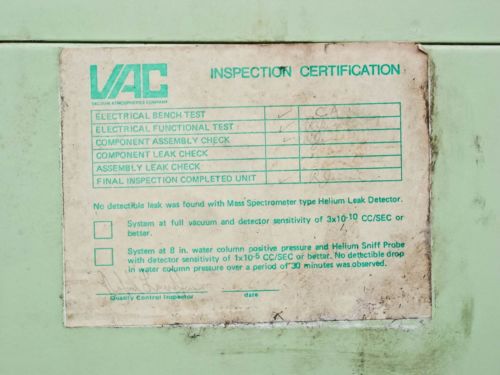 VAC
VACUUM ATMOSPHERES COMPANY
INSPECTION CERTIFICATION
ELECTRICAL BENCH TEST ✓ CA
ELECTRICAL FUNCTIONAL TEST ✓
COMPONENT ASSEMBLY CHECK ✓
COMPONENT LEAK CHECK
ASSEMBLY LEAK CHECK
FINAL INSPECTION COMPLETED UNIT ✓
No detectible leak was found with Mass Spectrometer type Helium Leak Detector.
System at full vacuum and detector sensitivity of 3x10-10 CC/SEC or
better.
System at 8 in. water column positive pressure and Helium Sniff Probe
with detector sensitivity of 1x10-5 CC/SEC or better. No detectible drop
in water column pressure over a period of 30 minutes was observed.
Quality Control Inspector date